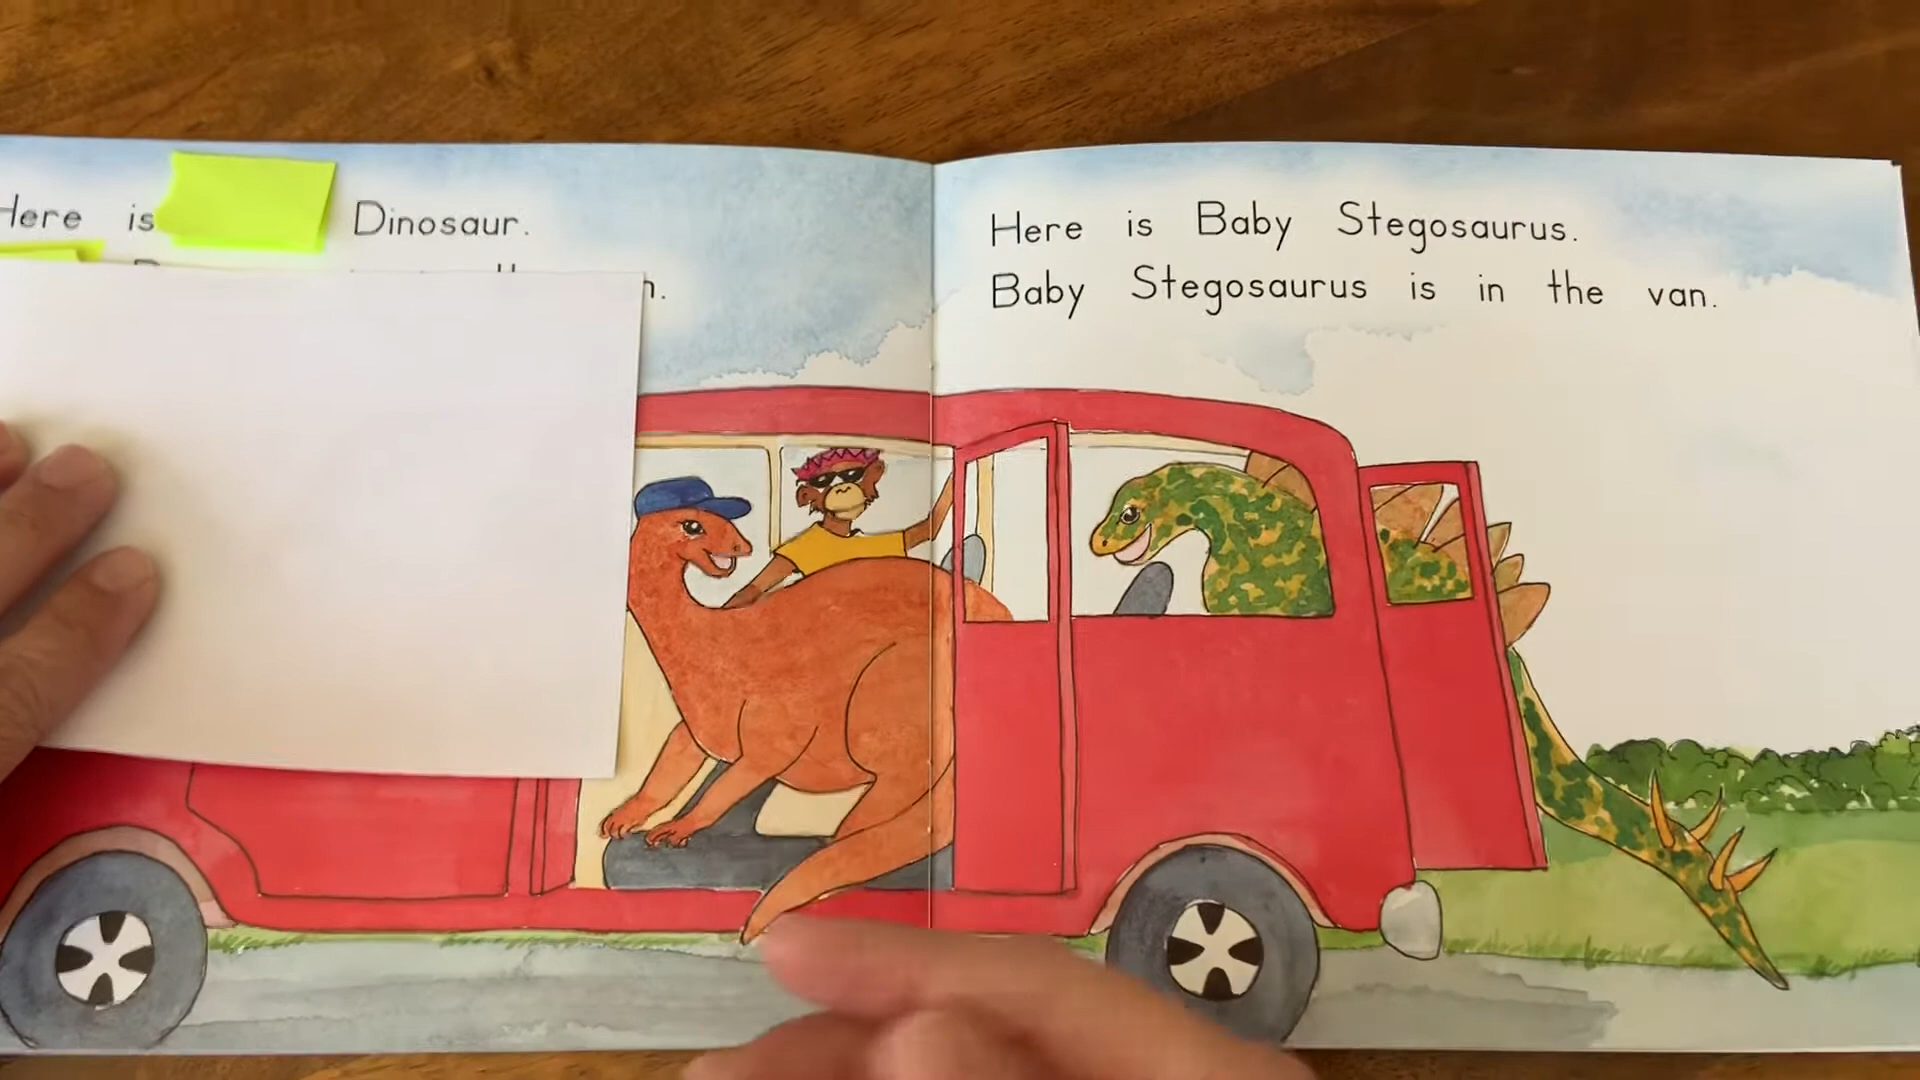 Here is Dinosaur.
Here is Baby Stegosaurus.
Baby Stegosaurus is in the van.